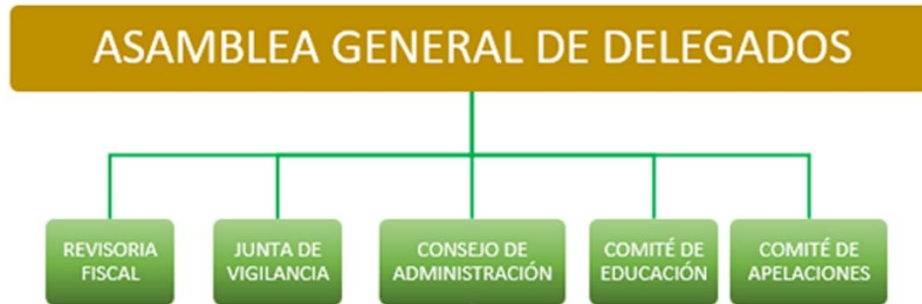 ASAMBLEA GENERAL DE DELEGADOS
REVISORIA
FISCAL
JUNTA DE
VIGILANCIA
CONSEJO DE
ADMINISTRACIÓN
COMITÉ DE
EDUCACIÓN
COMITÉ DE
APELACIONES